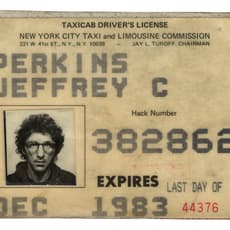 TAXICAB DRIVER'S LICENSE
NEW YORK CITY TAXI and LIMOUSINE COMMISSION
221 W. 41st ST., N.Y., N.Y. 10036 - JAY L. TUROFF, CHAIRMAN
PERKINS
JEFFREY C
Hack Number
382862
EXPIRES LAST DAY OF
DEC 1983 44376